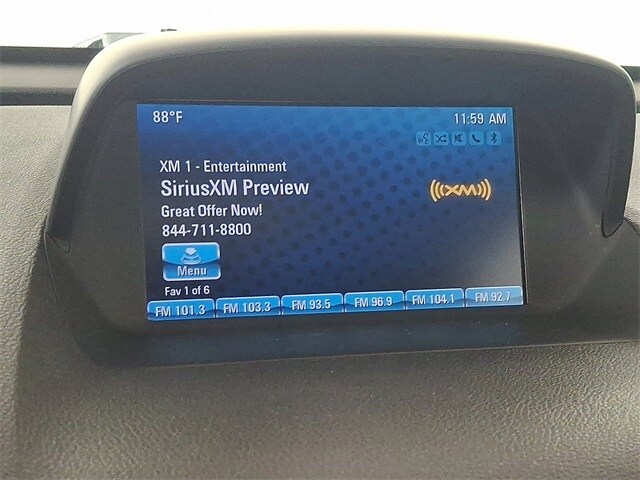 88°F 11:59 AM
XM 1 - Entertainment
SiriusXM Preview
((XM))
Great Offer Now!
844-711-8800
Menu
Fav 1 of 6
FM 101.3 FM 103.3 FM 93.5 FM 96.9 FM 104.1 FM 92.7